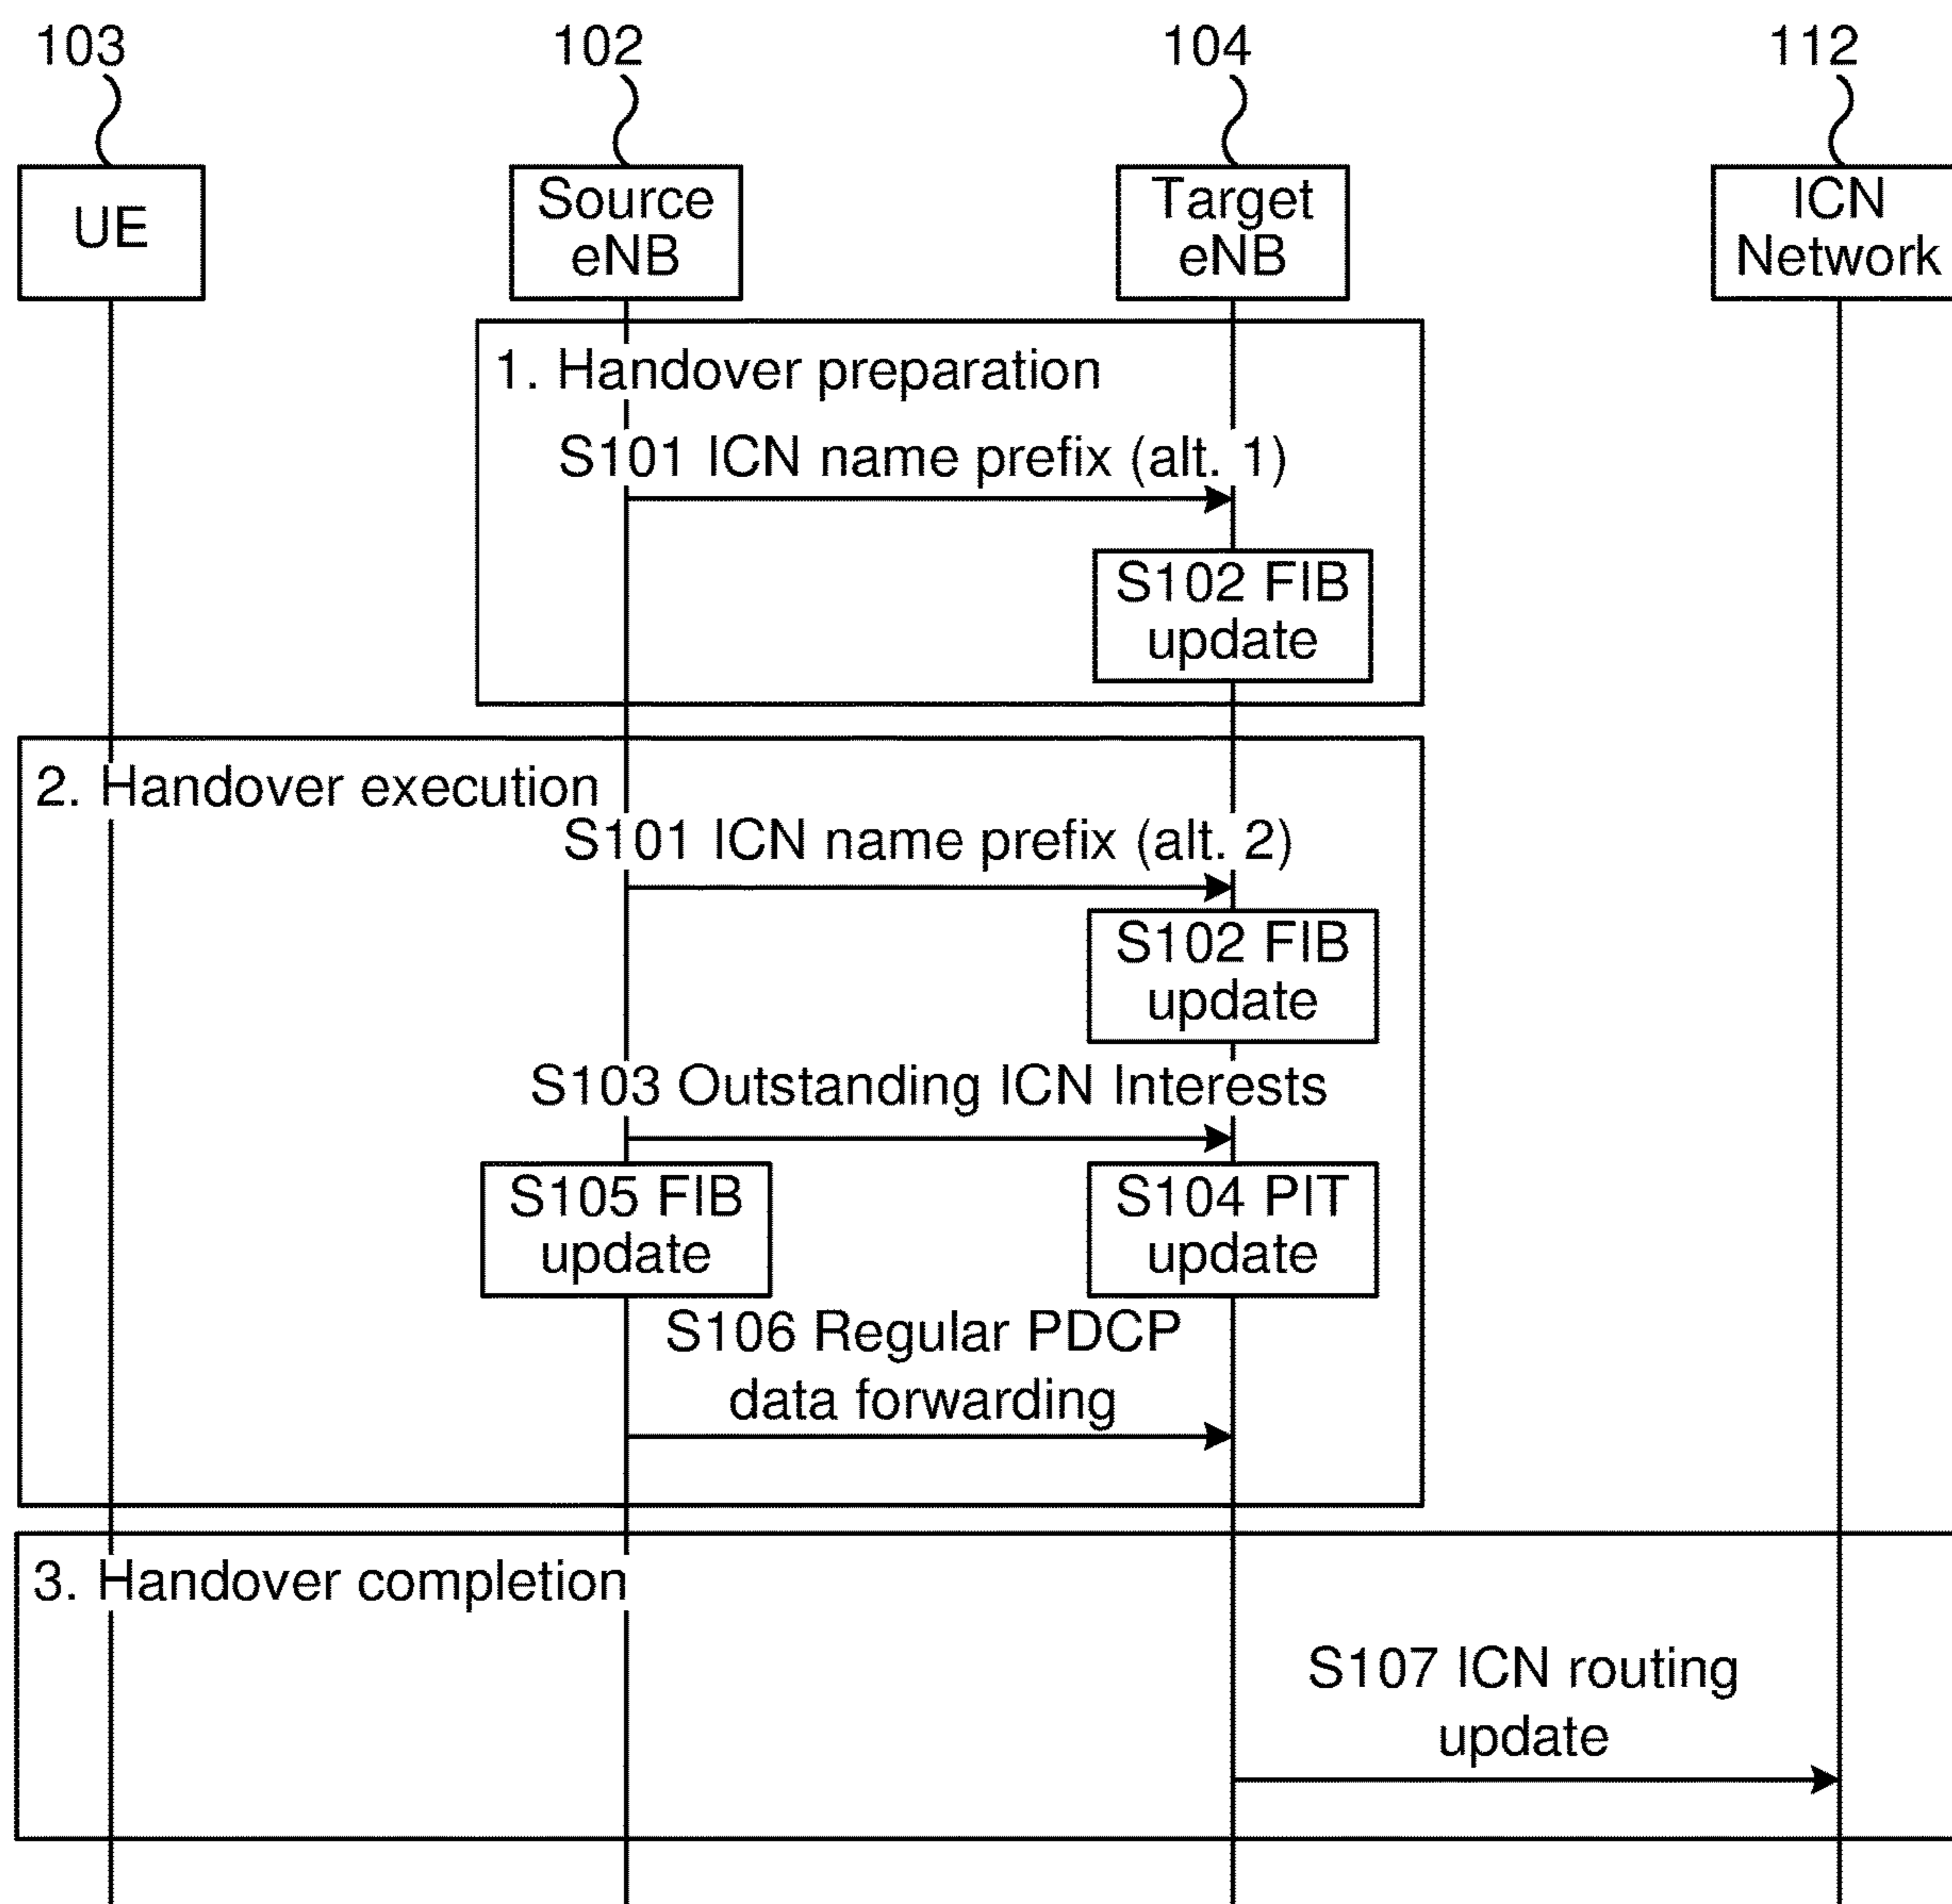 103
102
104
112
UE
Source
eNB
Target
eNB
ICN
Network
1. Handover preparation
S101 ICN name prefix (alt. 1)
S102 FIB
update
2. Handover execution
S101 ICN name prefix (alt. 2)
S102 FIB
update
S103 Outstanding ICN Interests
S105 FIB
update
S104 PIT
update
S106 Regular PDCP
data forwarding
3. Handover completion
S107 ICN routing
update